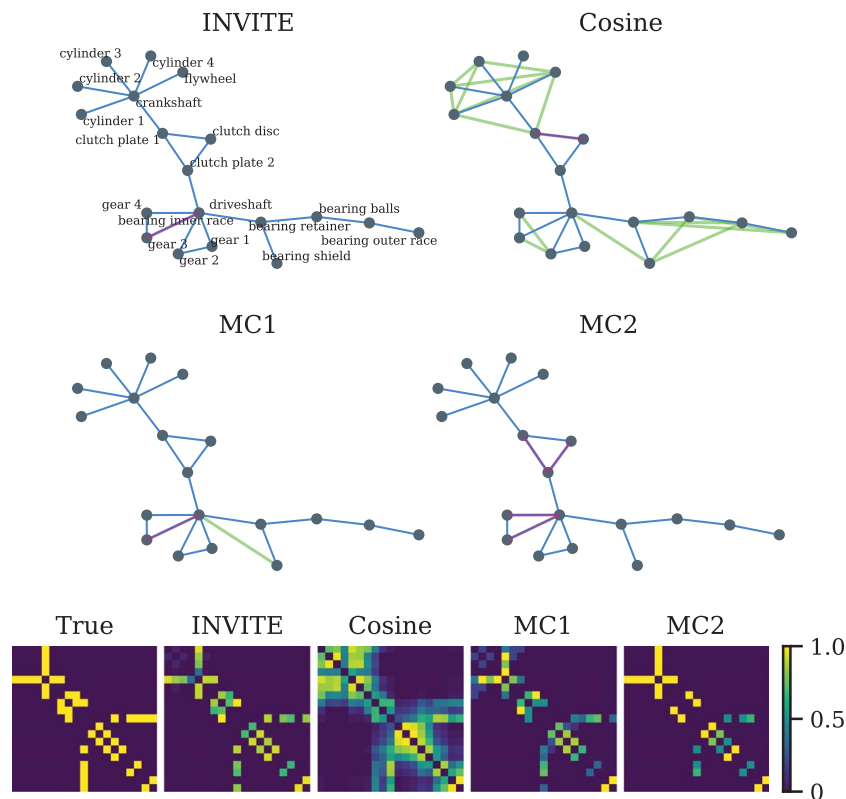 INVITE
Cosine
cylinder 3
cylinder 4
cylinder 2
flywheel
crankshaft
cylinder 1
clutch disc
clutch plate 1
clutch plate 2
gear 4
driveshaft
bearing balls
bearing inner race
bearing retainer
gear 3
gear 1
bearing outer race
gear 2
bearing shield
MC1
MC2
True
INVITE
Cosine
MC1
MC2
1.0
0.5
0